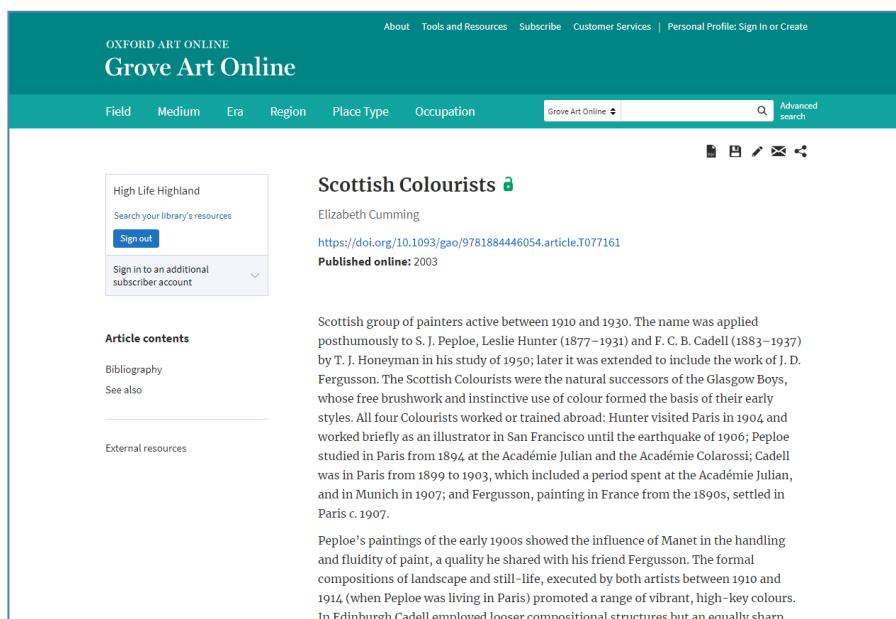 About Tools and Resources Subscribe Customer Services | Personal Profile: Sign In or Create
OXFORD ART ONLINE
Grove Art Online
Field Medium Era Region Place Type Occupation
Grove Art Online
Advanced
search
High Life Highland
Search your library's resources
Sign out
Sign in to an additional
subscriber account
Article contents
Bibliography
See also
External resources
Scottish Colourists
Elizabeth Cumming
https://doi.org/10.1093/gao/9781884446054.article.T077161
Published online: 2003
Scottish group of painters active between 1910 and 1930. The name was applied
posthumously to S. J. Peploe, Leslie Hunter (1877–1931) and F. C. B. Cadell (1883–1937)
by T. J. Honeyman in his study of 1950; later it was extended to include the work of J. D.
Fergusson. The Scottish Colourists were the natural successors of the Glasgow Boys,
whose free brushwork and instinctive use of colour formed the basis of their early
styles. All four Colourists worked or trained abroad: Hunter visited Paris in 1904 and
worked briefly as an illustrator in San Francisco until the earthquake of 1906; Peploe
studied in Paris from 1894 at the Académie Julian and the Académie Colarossi; Cadell
was in Paris from 1899 to 1903, which included a period spent at the Académie Julian,
and in Munich in 1907; and Fergusson, painting in France from the 1890s, settled in
Paris c. 1907.
Peploe's paintings of the early 1900s showed the influence of Manet in the handling
and fluidity of paint, a quality he shared with his friend Fergusson. The formal
compositions of landscape and still-life, executed by both artists between 1910 and
1914 (when Peploe was living in Paris) promoted a range of vibrant, high-key colours.
In Edinburgh Cadell employed looser compositional structures but an equally sharp